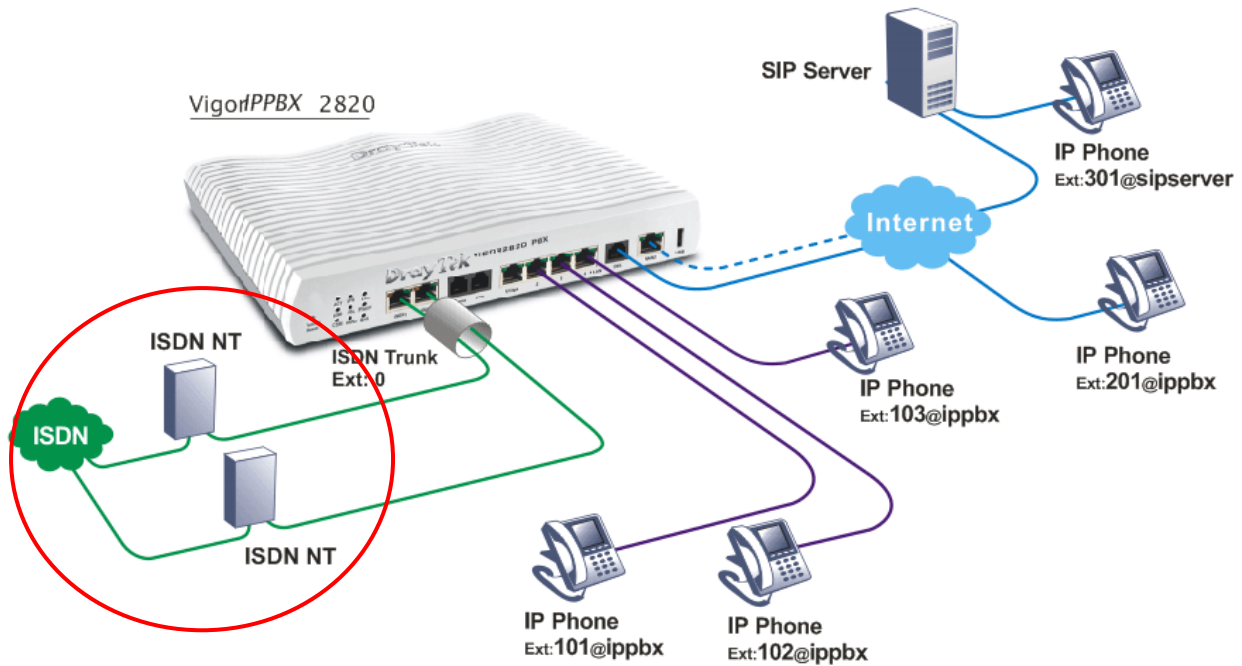 SIP Server
VigorIPPBX 2820
IP Phone
Ext:301@sipserver
Internet
DrayTek
ISDN NT
ISDN Trunk
Ext: 0
IP Phone
Ext:103@ippbx
IP Phone
Ext:201@ippbx
ISDN
ISDN NT
IP Phone
Ext:101@ippbx
IP Phone
Ext:102@ippbx